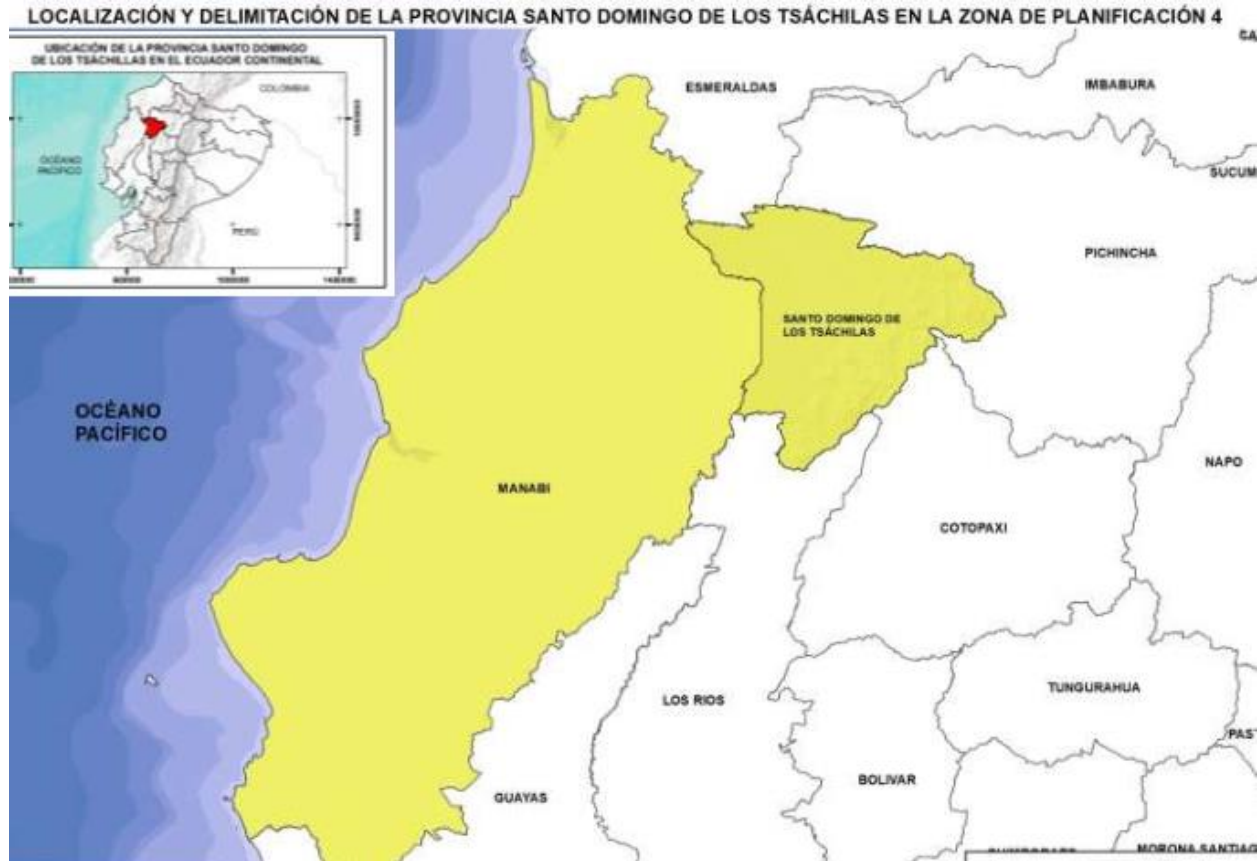 LOCALIZACIÓN Y DELIMITACIÓN DE LA PROVINCIA SANTO DOMINGO DE LOS TSÁCHILAS EN LA ZONA DE PLANIFICACIÓN 4
UBICACIÓN DE LA PROVINCIA SANTO DOMINGO
DE LOS TSÁCHILLAS EN EL ECUADOR CONTINENTAL
COLOMBIA
OCÉANO
PACÍFICO
PERÚ
ESMERALDAS
IMBABURA
SUCUM
PICHINCHA
SANTO DOMINGO DE
LOS TSÁCHILAS
OCÉANO
PACÍFICO
MANABI
NAPO
COTOPAXI
LOS RIOS
TUNGURAHUA
PAST
BOLIVAR
GUAYAS
MORONA SANTIAG